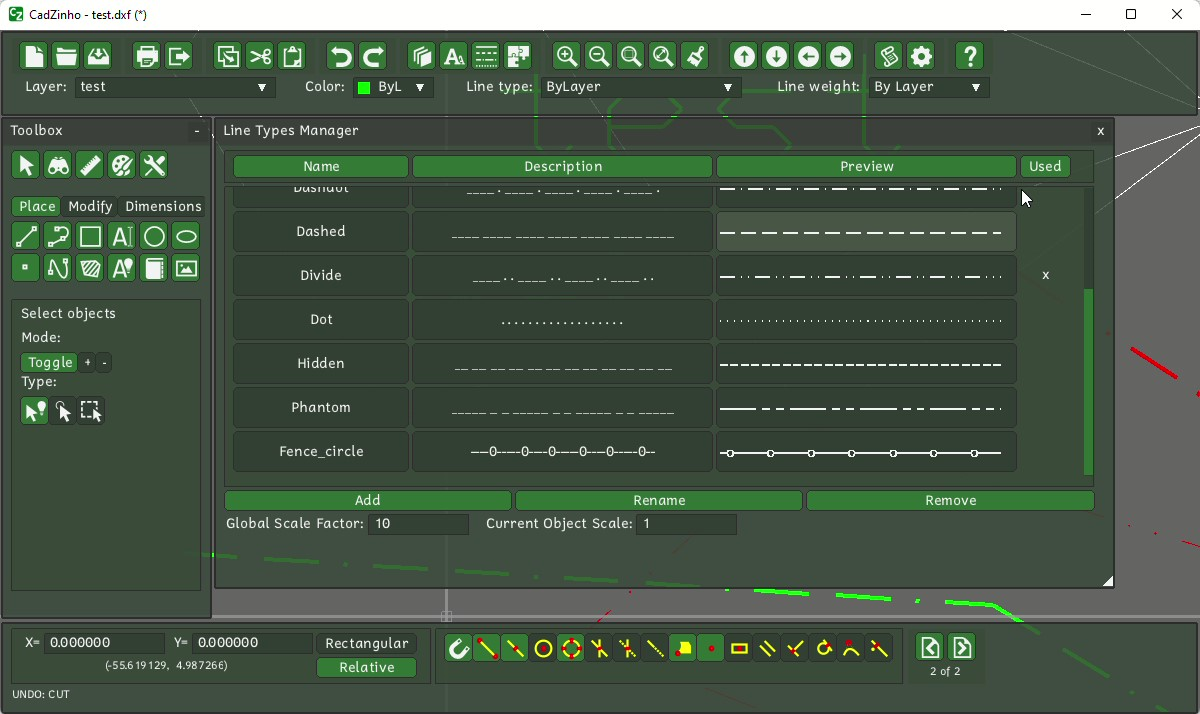 CadZinho - test.dxf (*)
Layer: test Color: ByL Line type: ByLayer Line weight: By Layer
Toolbox -
Place Modify Dimensions
Select objects
Mode:
Toggle + -
Type:
Line Types Manager x
Name Description Preview Used
Dashdot ____.____.____.____.____.
Dashed ____ ____ ____ ____ ____ ____ ____
Divide ____..____..____..____.. x
Dot ..................
Hidden __ __ __ __ __ __ __ __ __ __ __ __
Phantom _____ _ _ _____ _ _ _____ _ _ _____
Fence_circle ----0----0----0----0----0----0--
Add Rename Remove
Global Scale Factor: 10 Current Object Scale: 1
X= 0.000000 Y= 0.000000 Rectangular
(-55.619129, 4.987266) Relative
2 of 2
UNDO: CUT